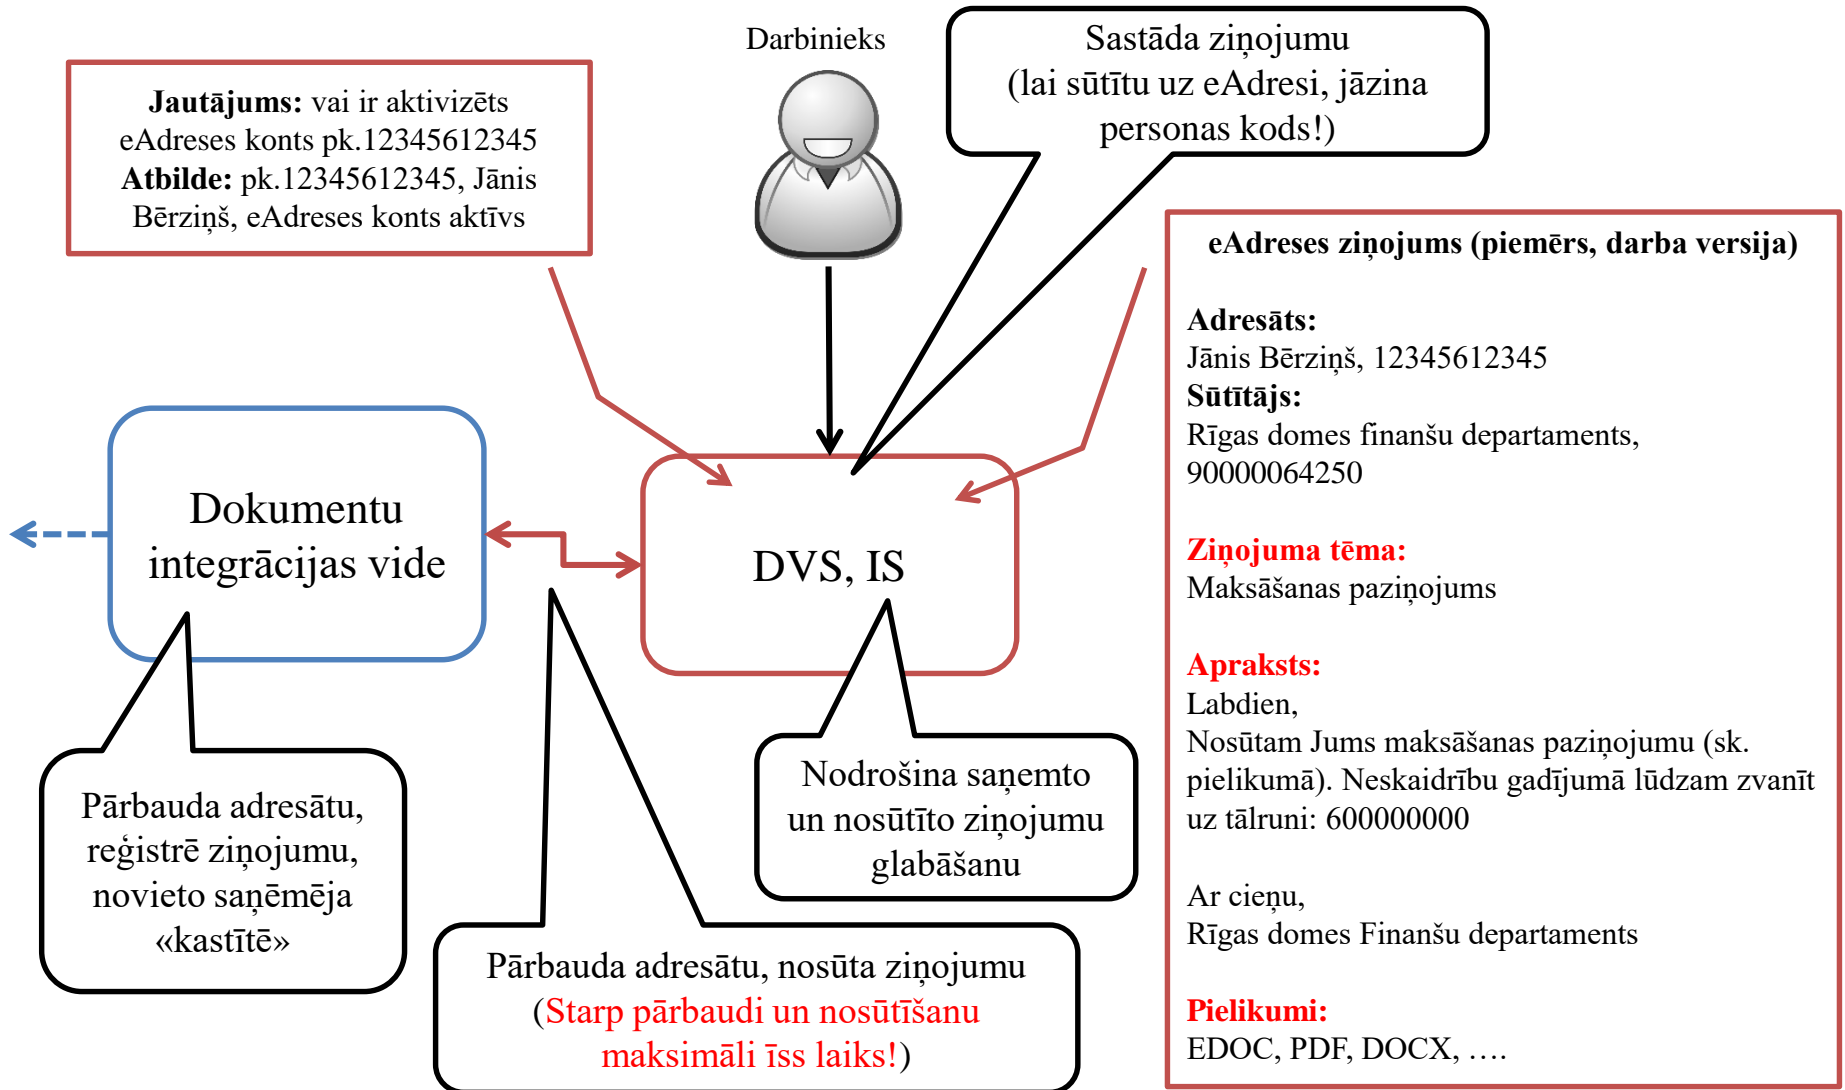 Darbinieks
Sastāda ziņojumu
(lai sūtītu uz eAdresi, jāzina
personas kods!)
Jautājums: vai ir aktivizēts
eAdreses konts pk.12345612345
Atbilde: pk.12345612345, Jānis
Bērziņš, eAdreses konts aktīvs
eAdreses ziņojums (piemērs, darba versija)
Adresāts:
Jānis Bērziņš, 12345612345
Sūtītājs:
Rīgas domes finanšu departaments,
90000064250
Ziņojuma tēma:
Maksāšanas paziņojums
Apraksts:
Labdien,
Nosūtam Jums maksāšanas paziņojumu (sk.
pielikumā). Neskaidrību gadījumā lūdzam zvanīt
uz tālruni: 600000000
Ar cieņu,
Rīgas domes Finanšu departaments
Pielikumi:
EDOC, PDF, DOCX, ….
Dokumentu
integrācijas vide
DVS, IS
Pārbauda adresātu,
reģistrē ziņojumu,
novieto saņēmēja
«kastītē»
Nodrošina saņemto
un nosūtīto ziņojumu
glabāšanu
Pārbauda adresātu, nosūta ziņojumu
(Starp pārbaudi un nosūtīšanu
maksimāli īss laiks!)